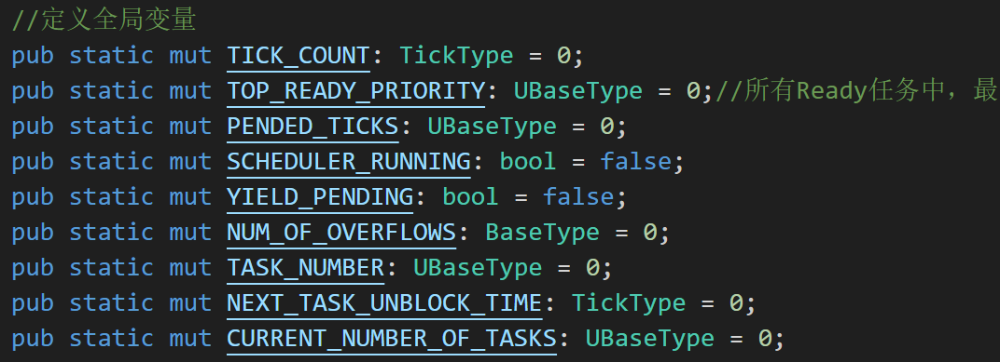 //定义全局变量
pub static mut TICK_COUNT: TickType = 0;
pub static mut TOP_READY_PRIORITY: UBaseType = 0;//所有Ready任务中，最
pub static mut PENDED_TICKS: UBaseType = 0;
pub static mut SCHEDULER_RUNNING: bool = false;
pub static mut YIELD_PENDING: bool = false;
pub static mut NUM_OF_OVERFLOWS: BaseType = 0;
pub static mut TASK_NUMBER: UBaseType = 0;
pub static mut NEXT_TASK_UNBLOCK_TIME: TickType = 0;
pub static mut CURRENT_NUMBER_OF_TASKS: UBaseType = 0;